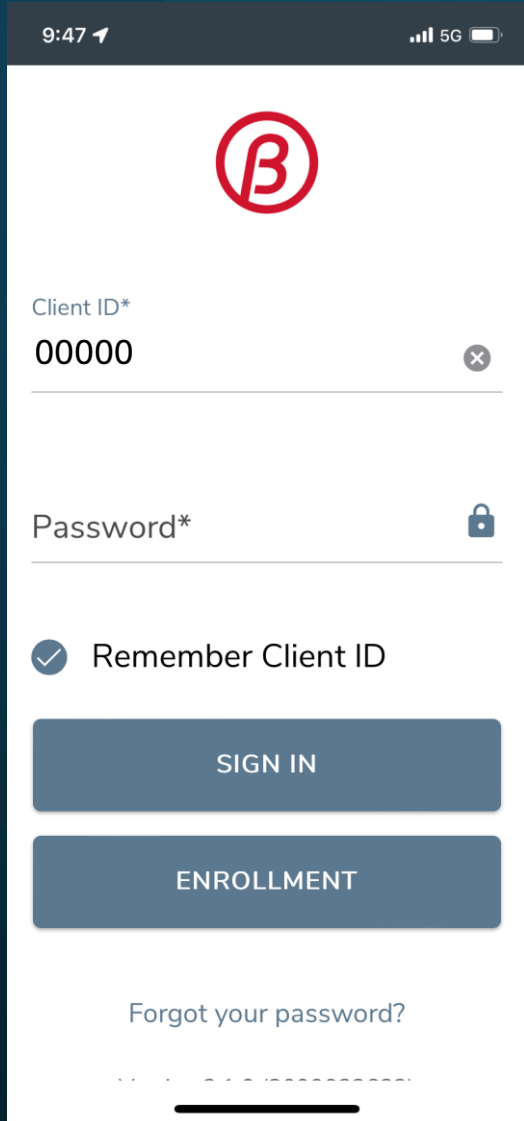 9:47
5G
β
Client ID*
00000
Password*
Remember Client ID
SIGN IN
ENROLLMENT
Forgot your password?